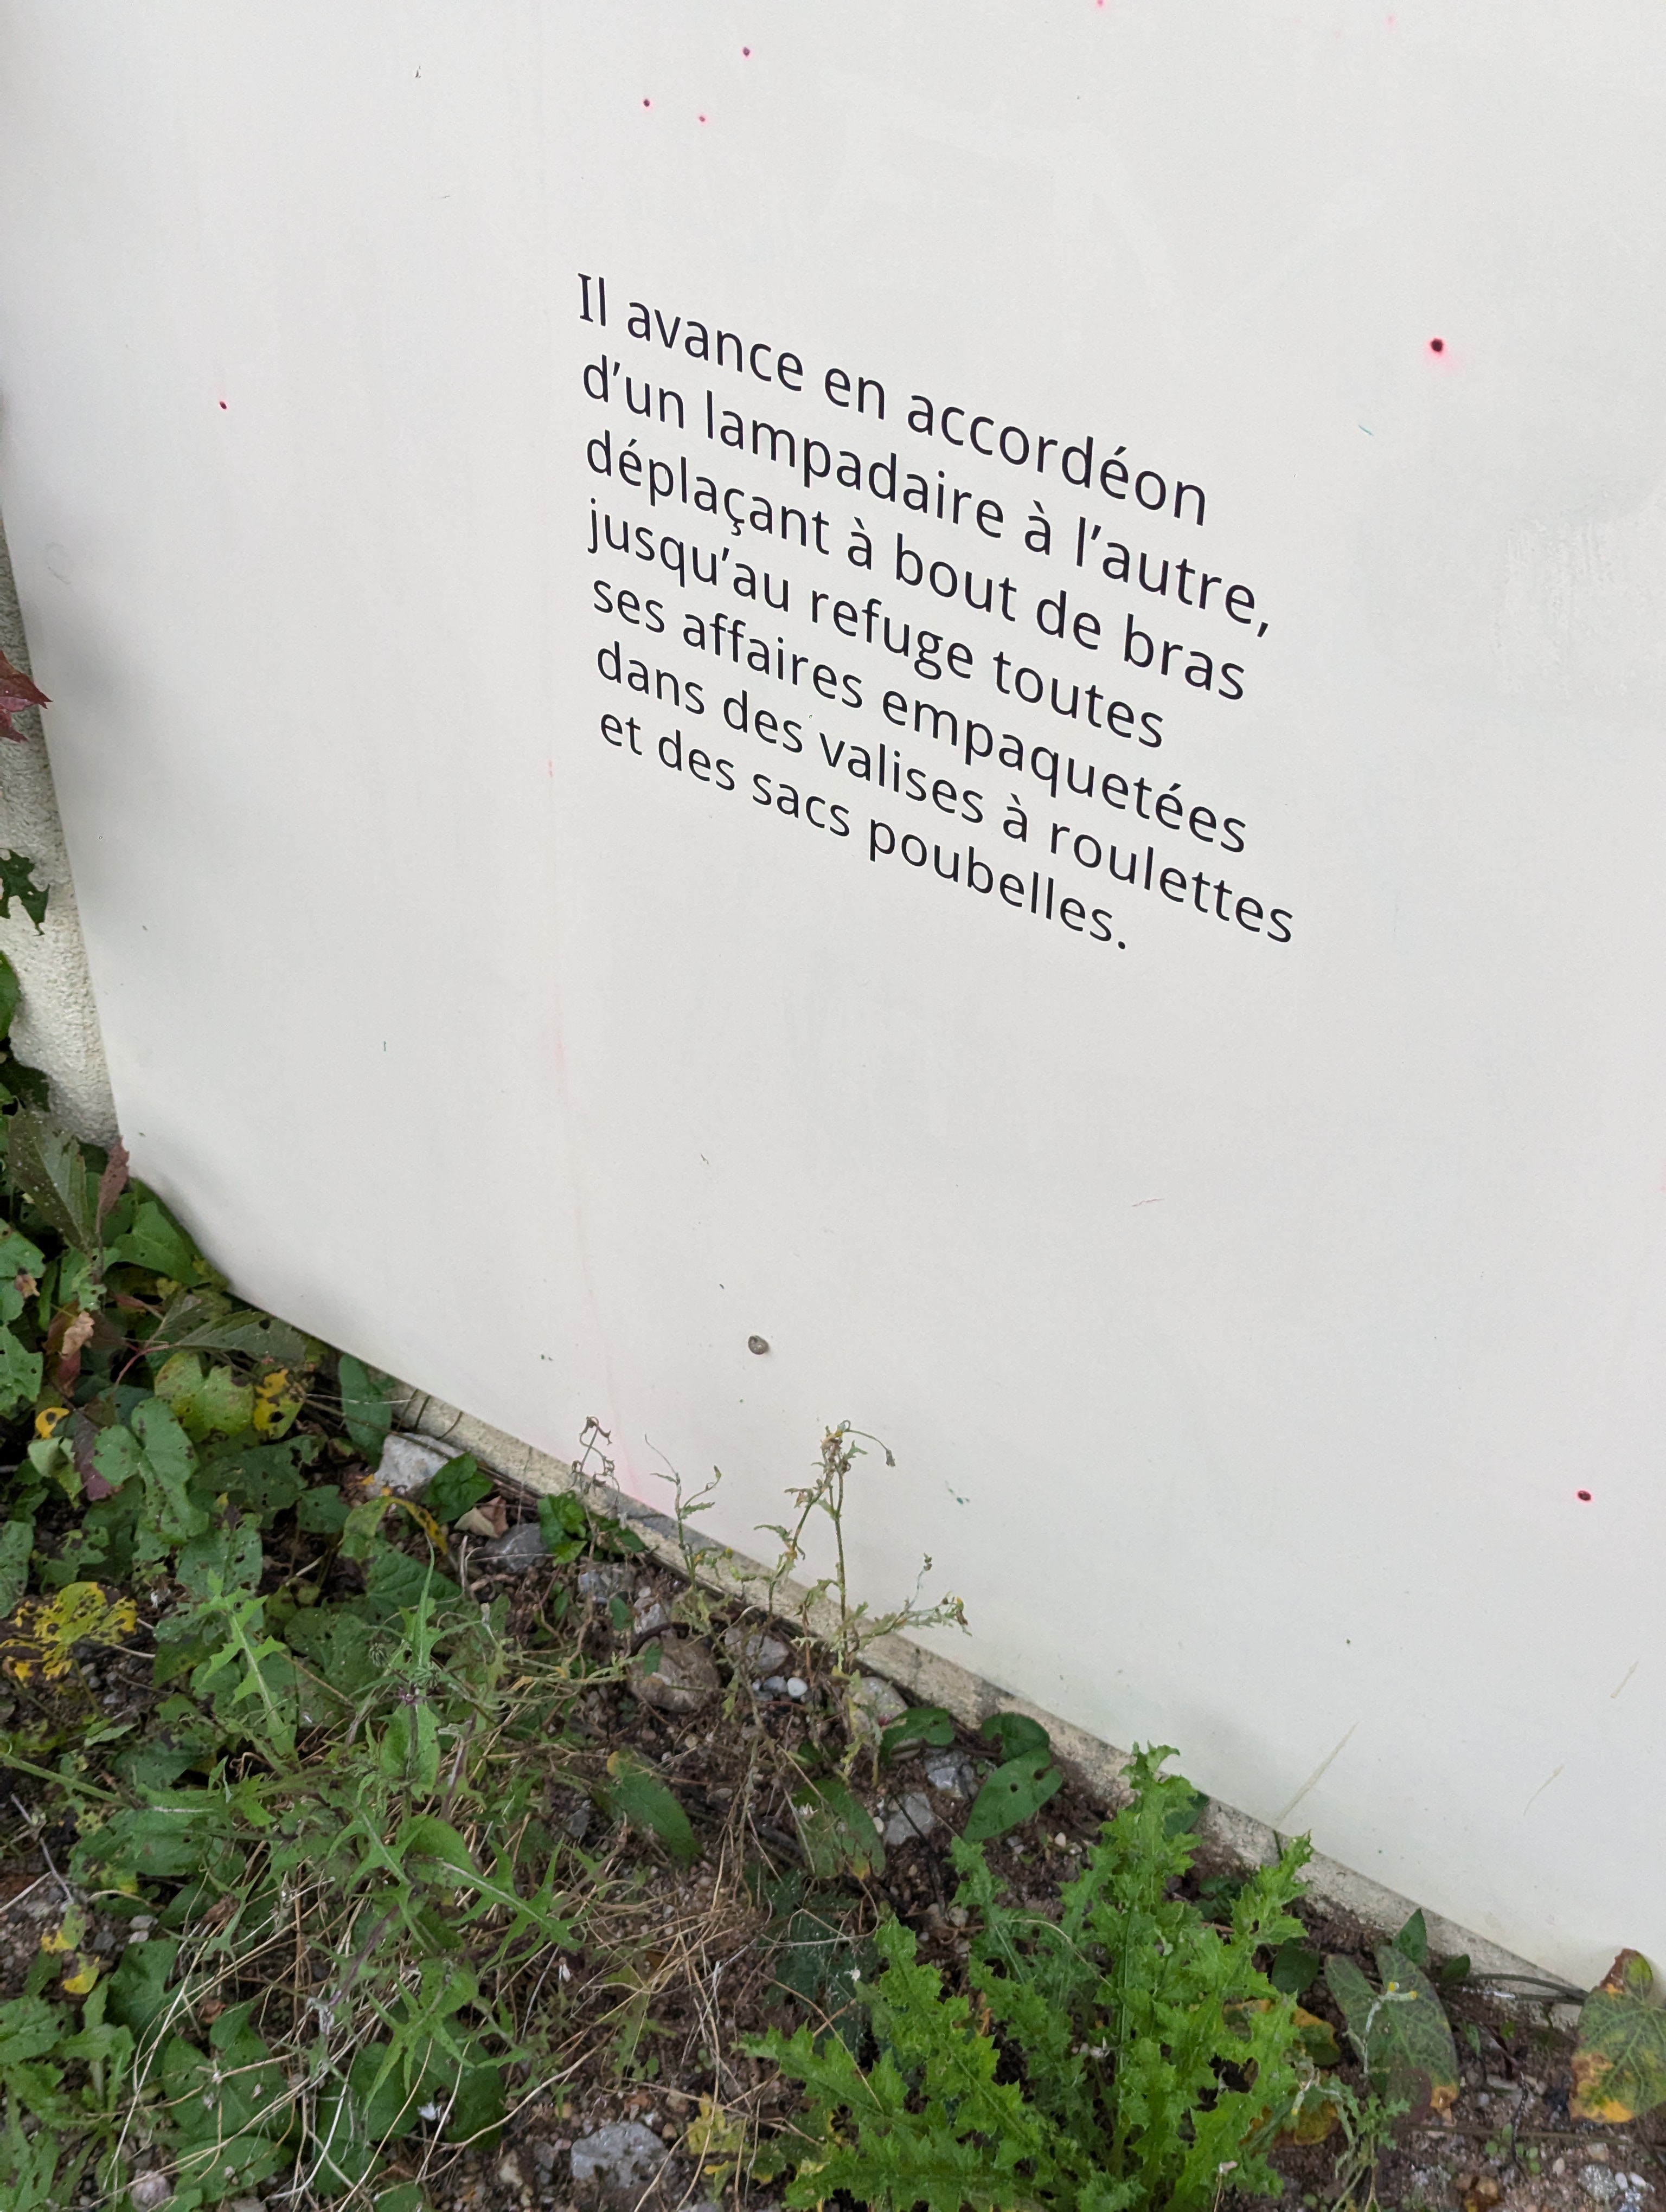 Il avance en accordéon
d’un lampadaire à l’autre,
déplaçant à bout de bras
jusqu’au refuge toutes
ses affaires empaquetées
dans des valises à roulettes
et des sacs poubelles.